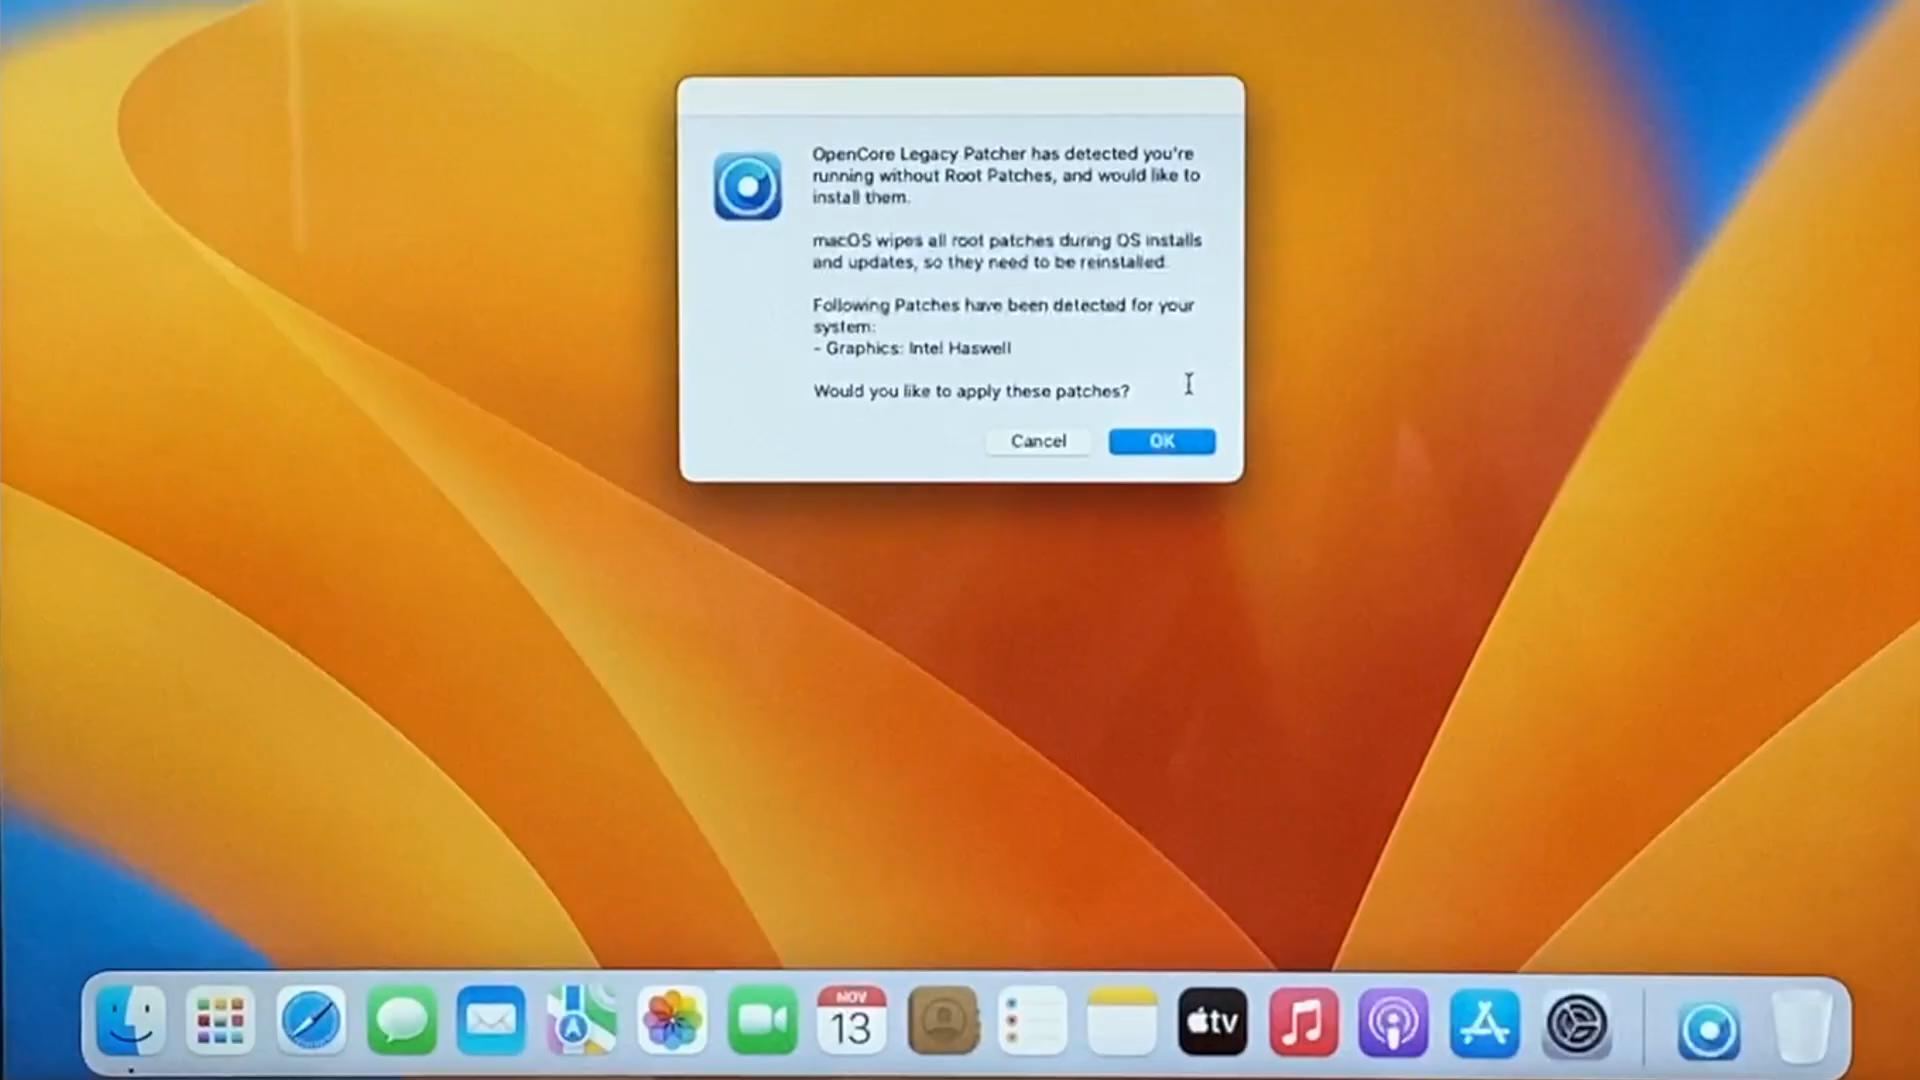 OpenCore Legacy Patcher has detected you're
running without Root Patches, and would like to
install them.
macOS wipes all root patches during OS installs
and updates, so they need to be reinstalled.
Following Patches have been detected for your
system:
- Graphics: Intel Haswell
Would you like to apply these patches?
Cancel
OK
NOV
13
tv